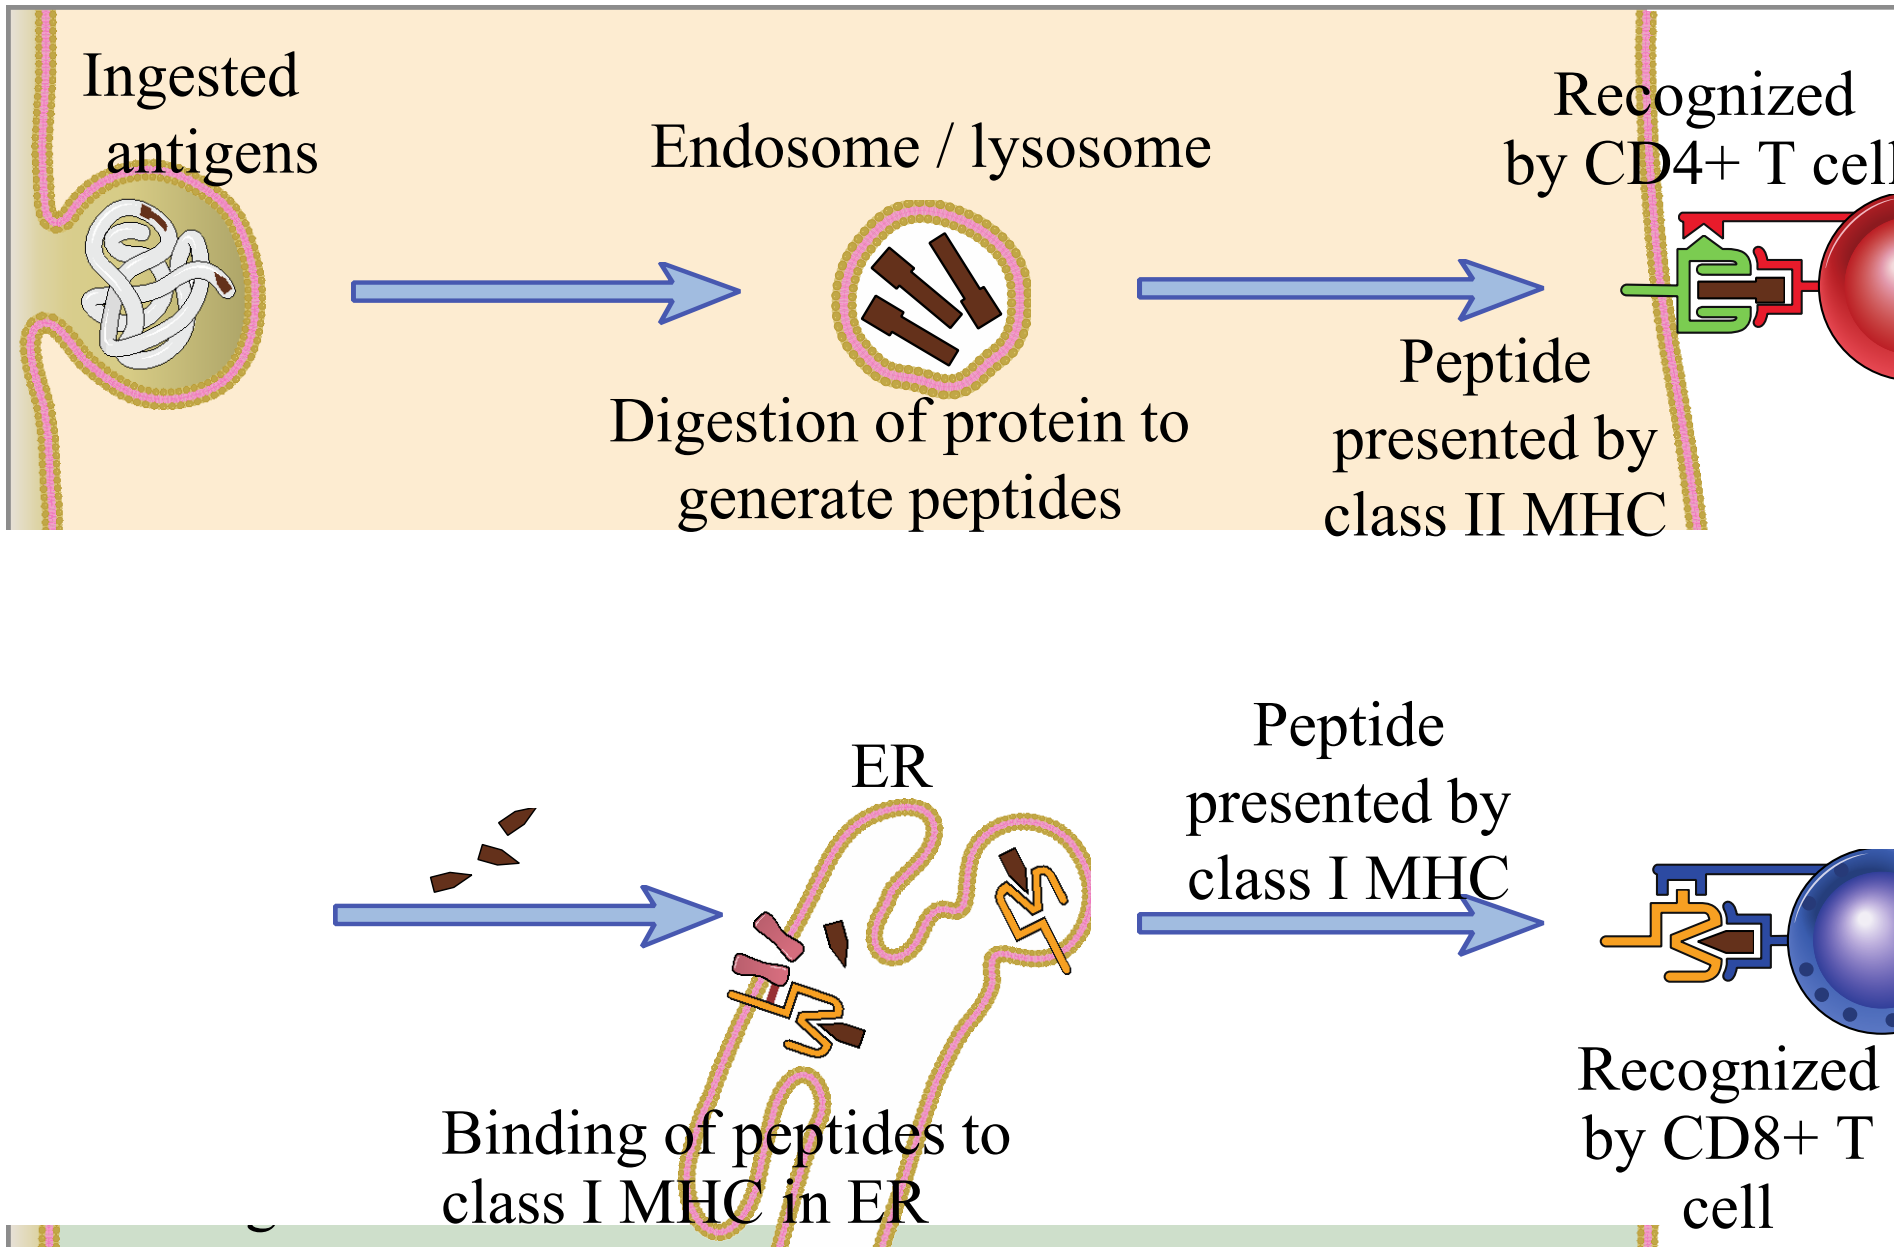 Ingested
antigens
Endosome / lysosome
Digestion of protein to
generate peptides
Recognized
by CD4+ T cell
Peptide
presented by
class II MHC
ER
Binding of peptides to
class I MHC in ER
Peptide
presented by
class I MHC
Recognized
by CD8+ T
cell